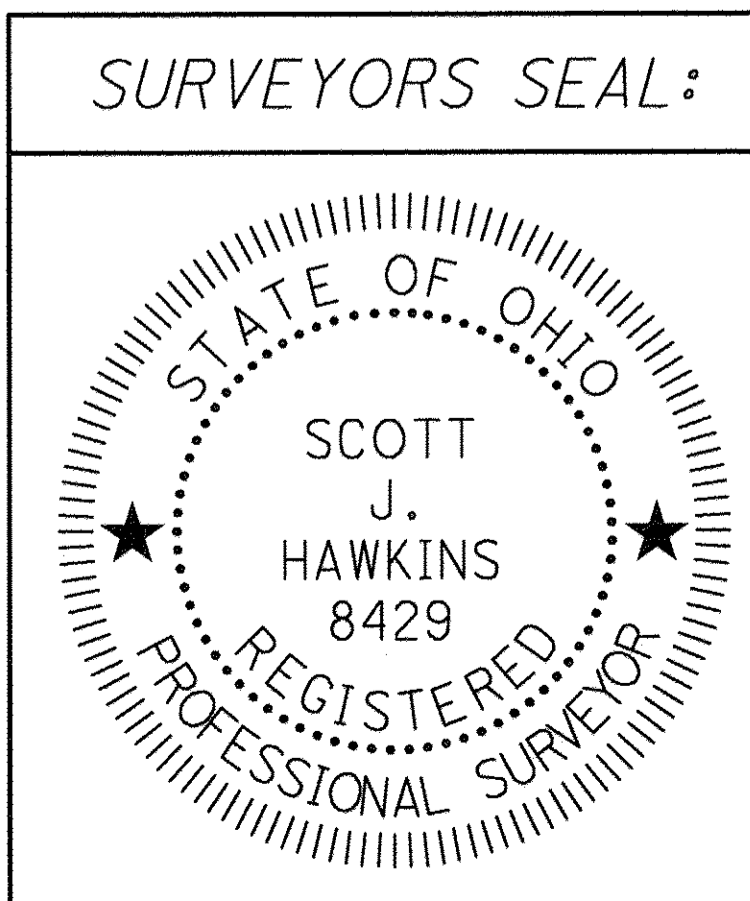 SURVEYORS SEAL:
STATE OF OHIO
SCOTT
J.
HAWKINS
8429
REGISTERED
PROFESSIONAL SURVEYOR